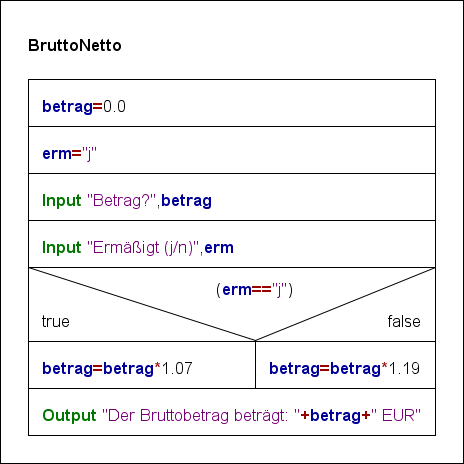 BruttoNetto
betrag=0.0
erm="j"
Input "Betrag?",betrag
Input "Ermäßigt (j/n)",erm
(erm=="j")
true false
betrag=betrag*1.07 betrag=betrag*1.19
Output "Der Bruttobetrag beträgt: "+betrag+" EUR"